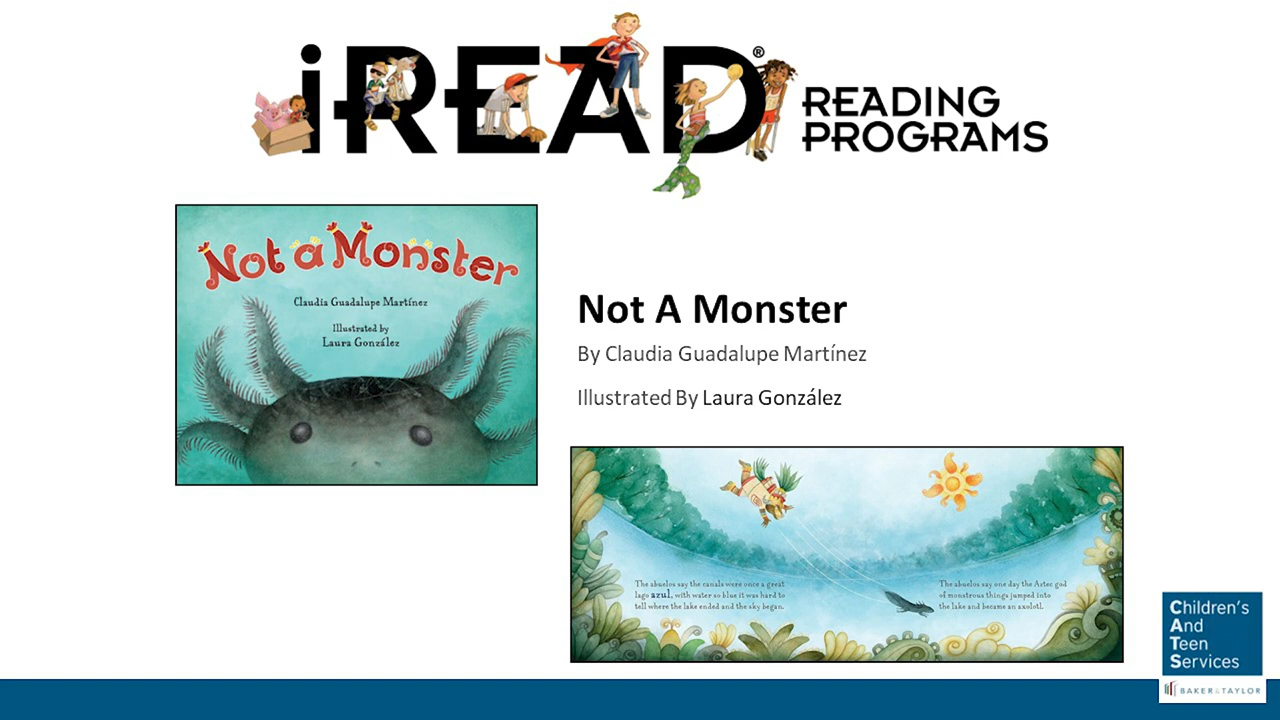 iREAD®
READING
PROGRAMS
Not a Monster
Claudia Guadalupe Martínez
Illustrated by
Laura González
Not A Monster
By Claudia Guadalupe Martínez
Illustrated By Laura González
The abuelos say the canals were once a great
lago azul, with water so blue it was hard to
tell where the lake ended and the sky began.
The abuelos say one day the Aztec god
of monstrous things jumped into
the lake and became an axolotl.
Children's
And
Teen
Services
BAKER & TAYLOR